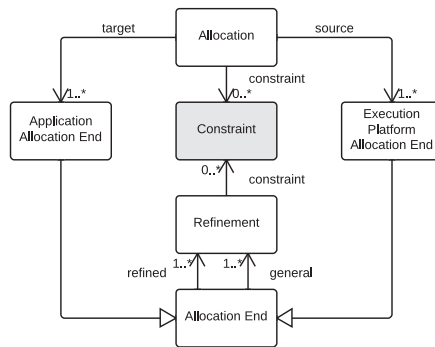 target
Allocation
source
constraint
1..*
0..*
1..*
Application
Allocation End
Constraint
Execution
Platform
Allocation End
0..*
constraint
Refinement
1..*
1..*
refined
general
Allocation End